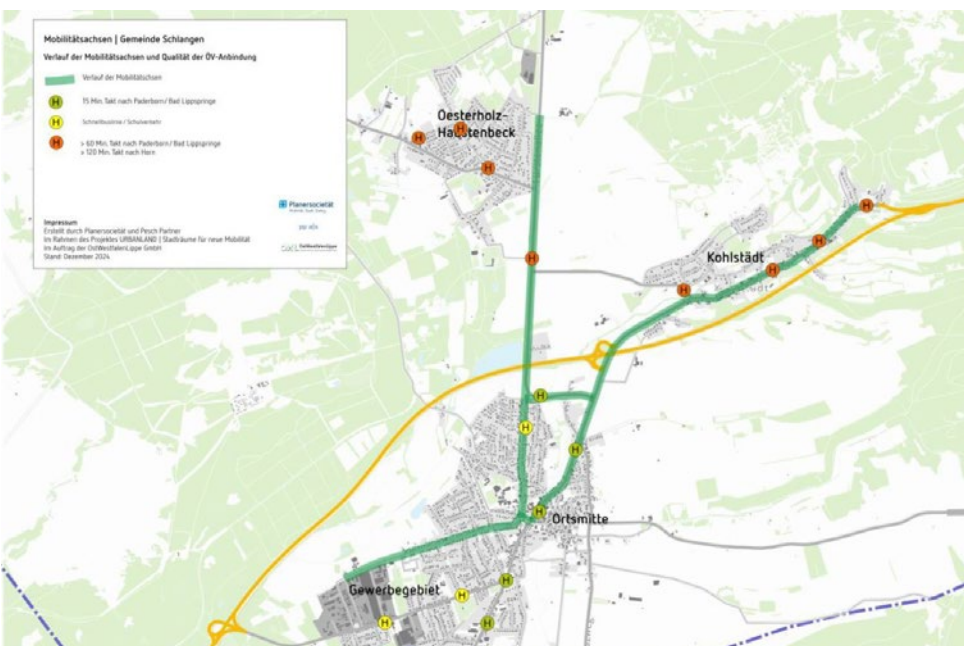 Mobilitätsachsen | Gemeinde Schlangen
Verlauf der Mobilitätsachsen und Qualität der ÖV-Anbindung
Verlauf der Mobilitätchsen
H 15 Min. Takt nach Paderborn / Bad Lippspringe
H Schnellbuslinie / Schulverkehr
H > 60 Min. Takt nach Paderborn / Bad Lippspringe
> 120 Min. Takt nach Horn
Planersocietät
Impressum
Erstellt durch Planersocietät und Pesch Partner
Im Rahmen des Projektes URBANLAND | Stadträume für neue Mobilität
Im Auftrag der OstWestfalenLippe GmbH
Stand: Dezember 2024
OstWestfalenLippe
Oesterholz-
Haustenbeck
H
H
H
H
Kohlstädt
H
H
H
H
H
H
H
H
Ortsmitte
Gewerbegebiet
H
H
H
H